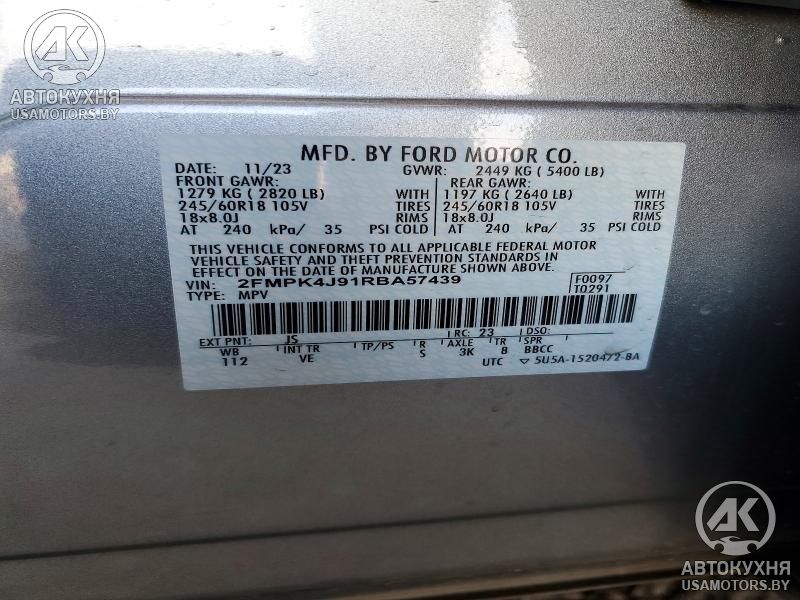 AK
АВТОКУХНЯ
USAMOTORS.BY
MFD. BY FORD MOTOR CO.
DATE: 11/23 GVWR: 2449 KG ( 5400 LB)
FRONT GAWR: REAR GAWR:
1279 KG ( 2820 LB) WITH 1197 KG ( 2640 LB) WITH
245/60R18 105V TIRES 245/60R18 105V TIRES
18x8.0J RIMS 18x8.0J RIMS
AT 240 kPa/ 35 PSI COLD AT 240 kPa/ 35 PSI COLD
THIS VEHICLE CONFORMS TO ALL APPLICABLE FEDERAL MOTOR
VEHICLE SAFETY AND THEFT PREVENTION STANDARDS IN
EFFECT ON THE DATE OF MANUFACTURE SHOWN ABOVE.
VIN: 2FMPK4J91RBA57439 F0097
TYPE: MPV T0291
EXT PNT: JS RC: 23 DSO:
WB INT TR TP/PS R AXLE TR SPR
112 VE S 3K 8 BBCC
UTC ▽ 5U5A-1520472-BA
AK
АВТОКУХНЯ
USAMOTORS.BY